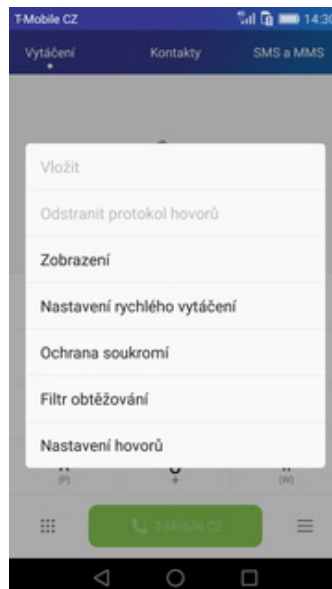 T-Mobile CZ 14:30
Vytáčení Kontakty SMS a MMS
Vložit
Odstranit protokol hovorů
Zobrazení
Nastavení rychlého vytáčení
Ochrana soukromí
Filtr obtěžování
Nastavení hovorů
(P) + (W)
T-Mobile CZ